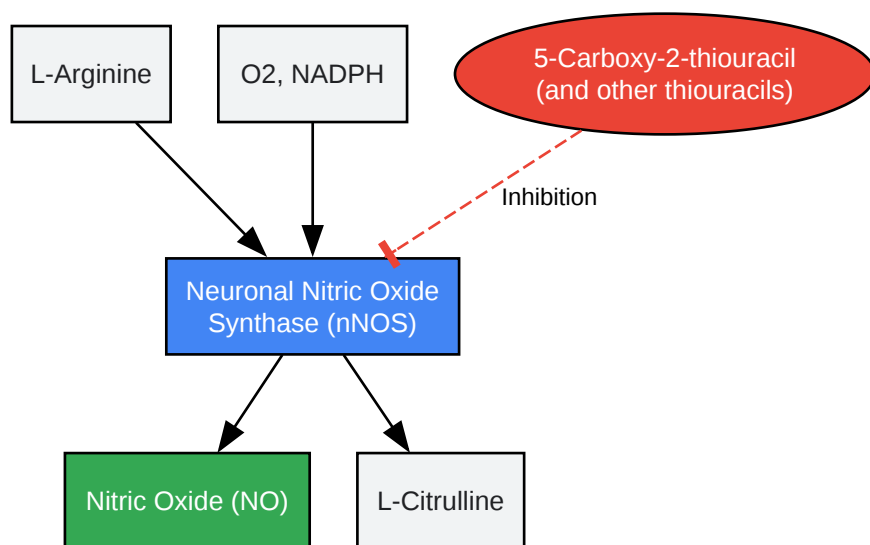 L-Arginine
O2, NADPH
5-Carboxy-2-thiouracil
(and other thiouracils)
Inhibition
Neuronal Nitric Oxide
Synthase (nNOS)
Nitric Oxide (NO)
L-Citrulline